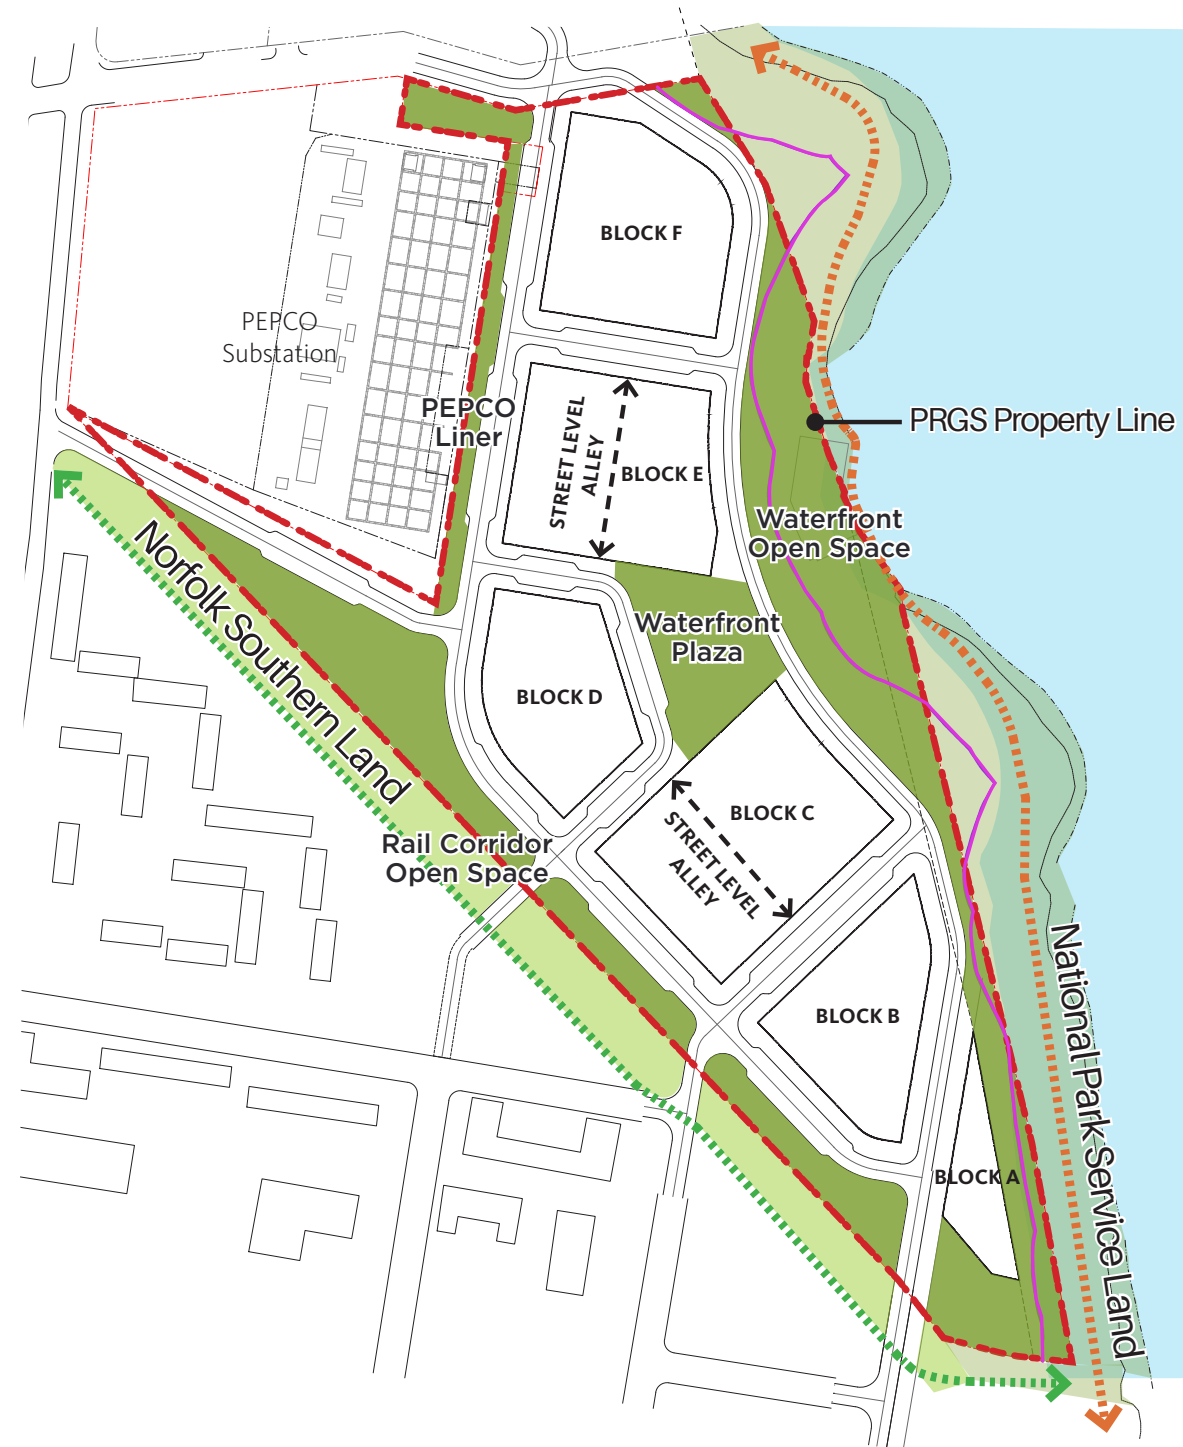 BLOCK F
PEPCO
Substation
PEPCO
Liner
STREET LEVEL
ALLEY
BLOCK E
PRGS Property Line
Waterfront
Open Space
Norfolk Southern Land
Waterfront
Plaza
BLOCK D
BLOCK C
STREET LEVEL
ALLEY
Rail Corridor
Open Space
BLOCK B
National Park Service Land
BLOCK A